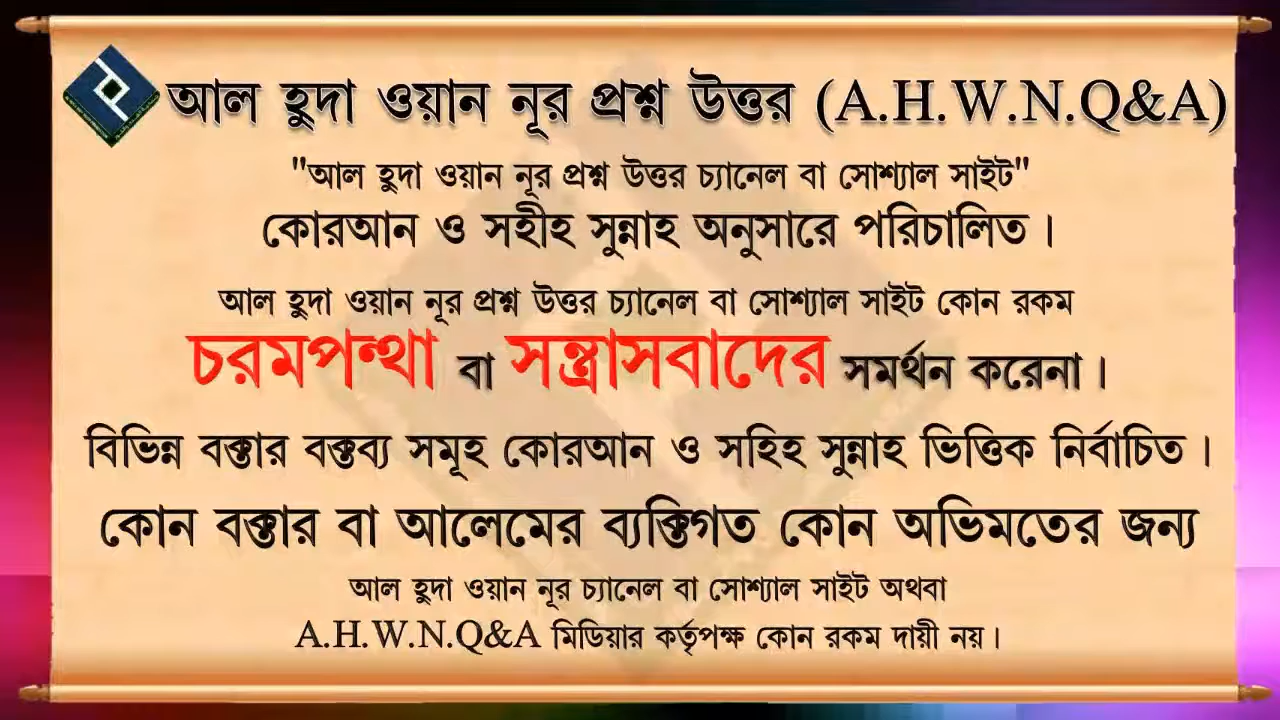 আল হুদা ওয়ান নূর প্রশ্ন উত্তর (A.H.W.N.Q&A)
"আল হুদা ওয়ান নূর প্রশ্ন উত্তর চ্যানেল বা সোশ্যাল সাইট"
কোরআন ও সহীহ সুন্নাহ অনুসারে পরিচালিত।
আল হুদা ওয়ান নূর প্রশ্ন উত্তর চ্যানেল বা সোশ্যাল সাইট কোন রকম
চরমপন্থা বা সন্ত্রাসবাদের সমর্থন করেনা।
বিভিন্ন বক্তার বক্তব্য সমূহ কোরআন ও সহিহ সুন্নাহ ভিত্তিক নির্বাচিত।
কোন বক্তার বা আলেমের ব্যক্তিগত কোন অভিমতের জন্য
আল হুদা ওয়ান নূর চ্যানেল বা সোশ্যাল সাইট অথবা
A.H.W.N.Q&A মিডিয়ার কর্তৃপক্ষ কোন রকম দায়ী নয়।